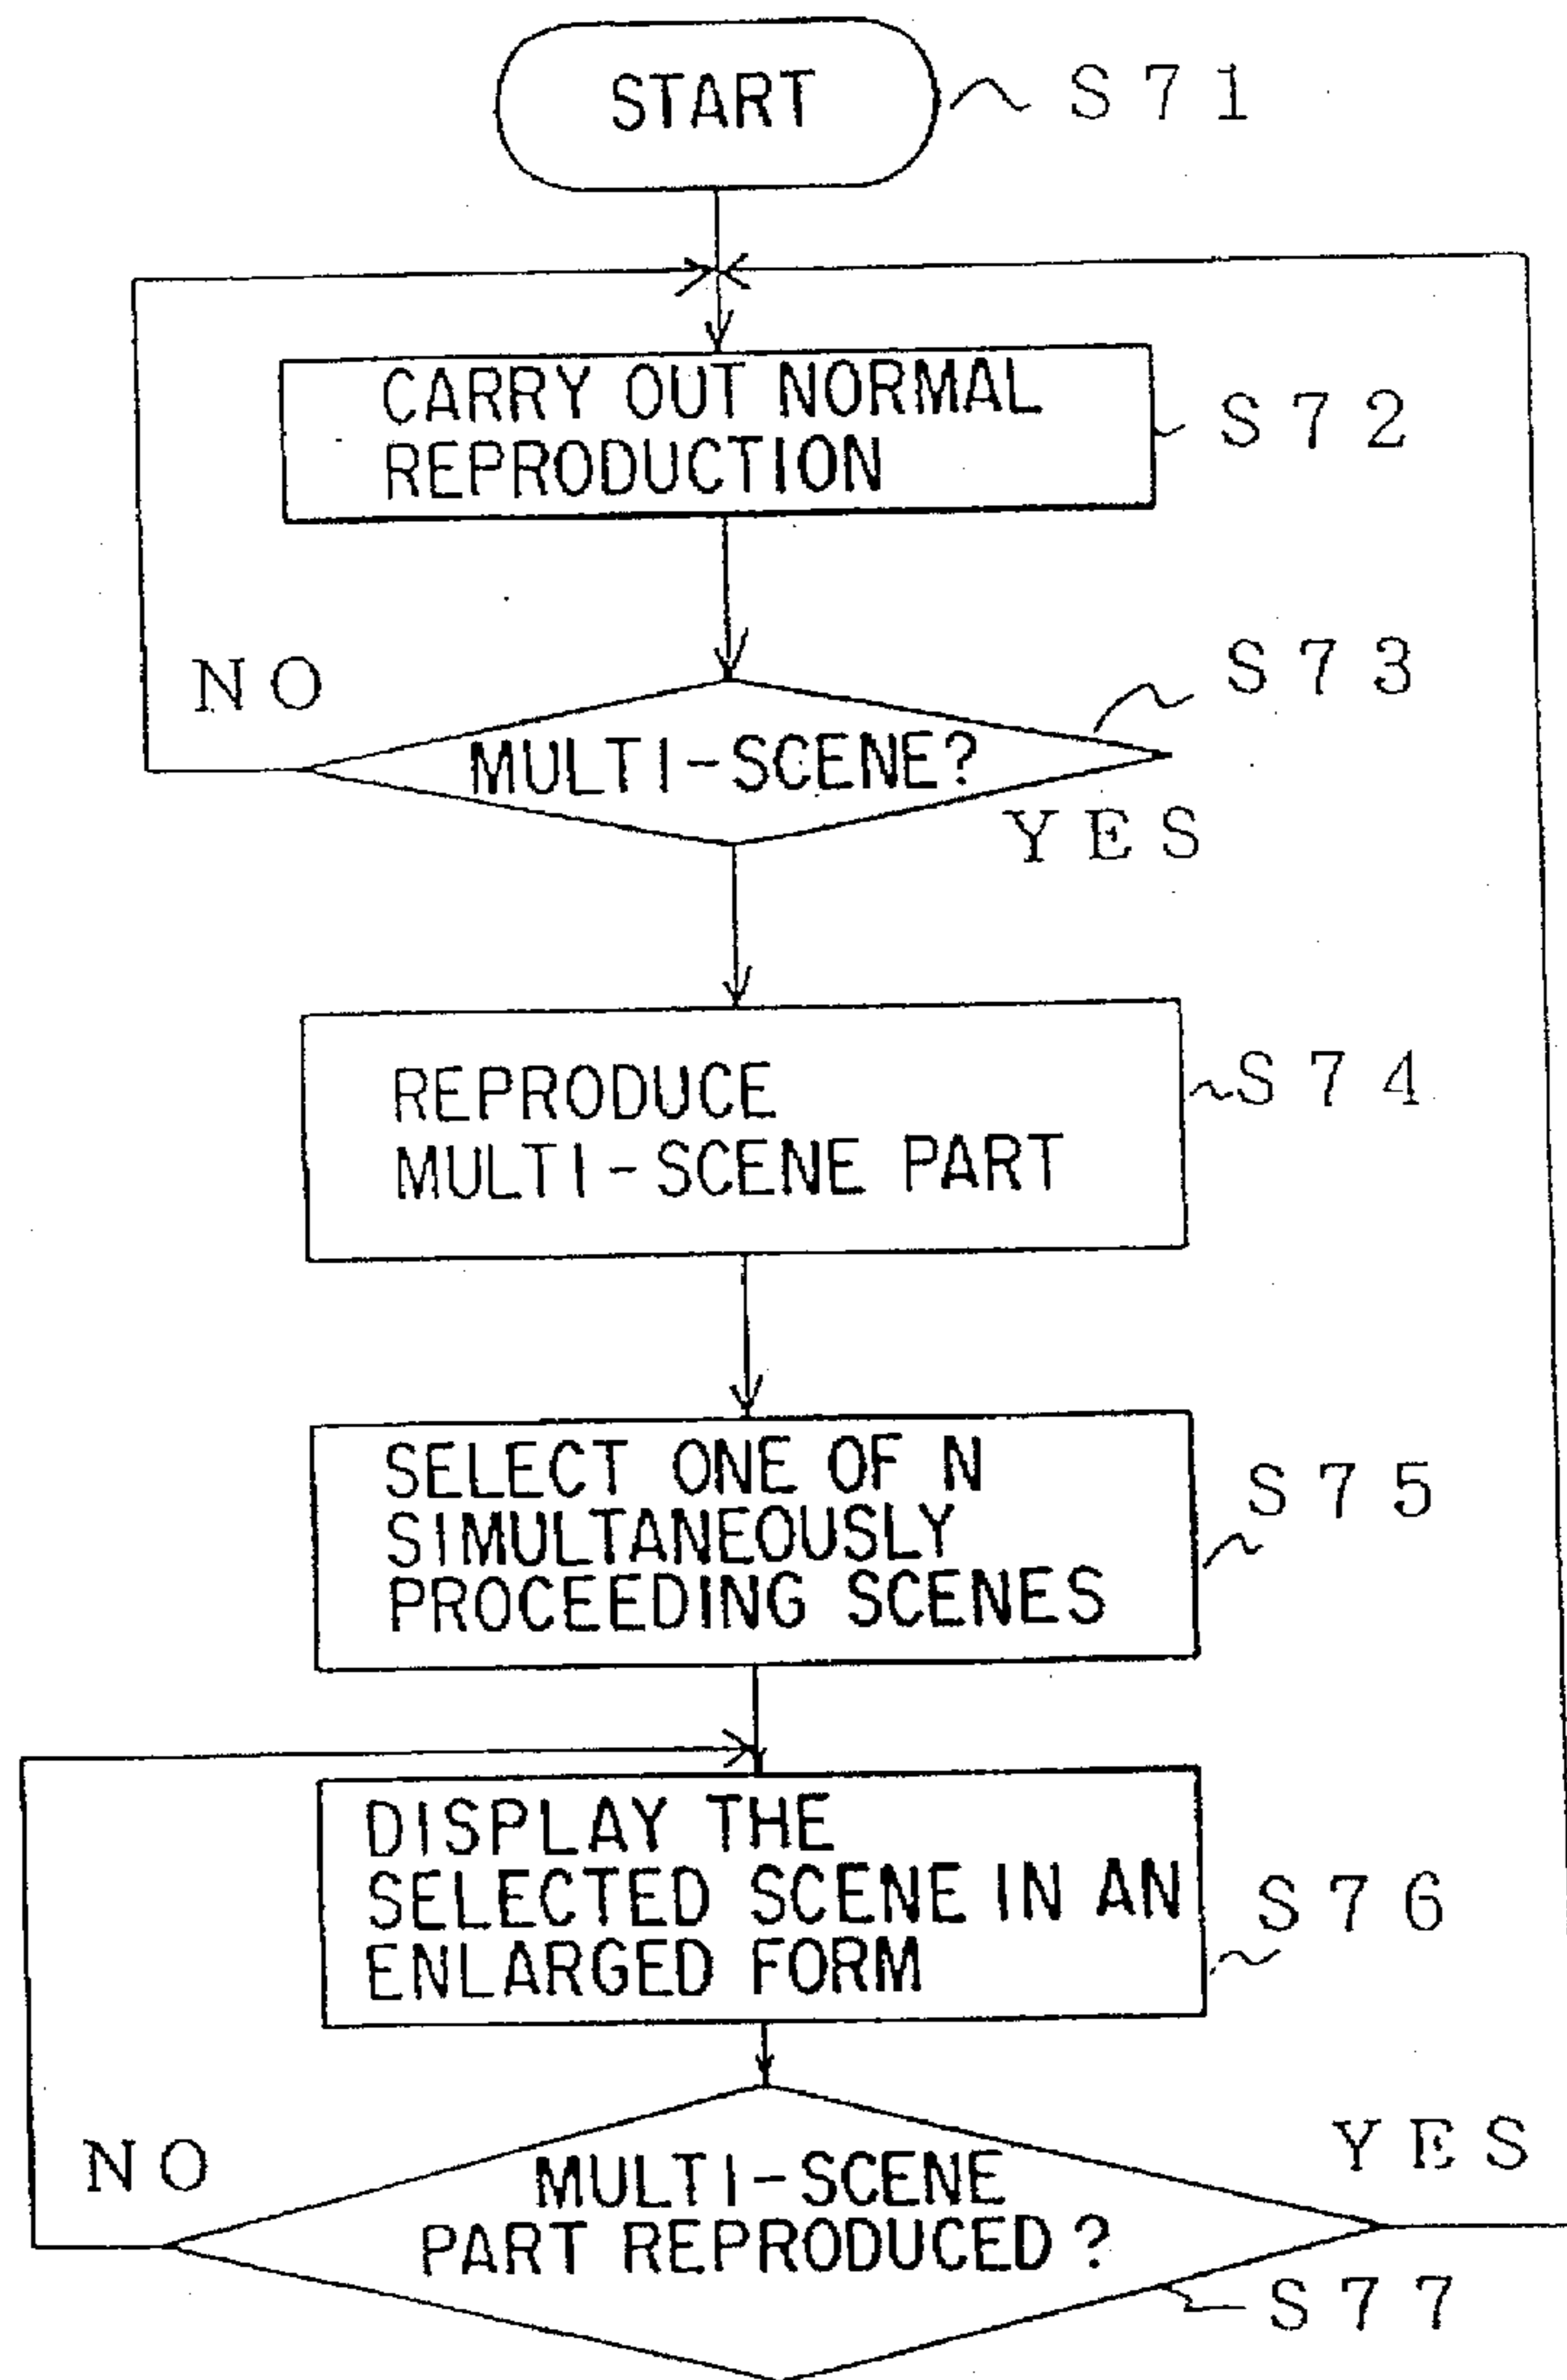 START
S71
CARRY OUT NORMAL
REPRODUCTION
S72
NO
S73
MULTI-SCENE?
YES
REPRODUCE
MULTI-SCENE PART
S74
SELECT ONE OF N
SIMULTANEOUSLY
PROCEEDING SCENES
S75
DISPLAY THE
SELECTED SCENE IN AN
ENLARGED FORM
S76
NO
YES
MULTI-SCENE
PART REPRODUCED?
S77